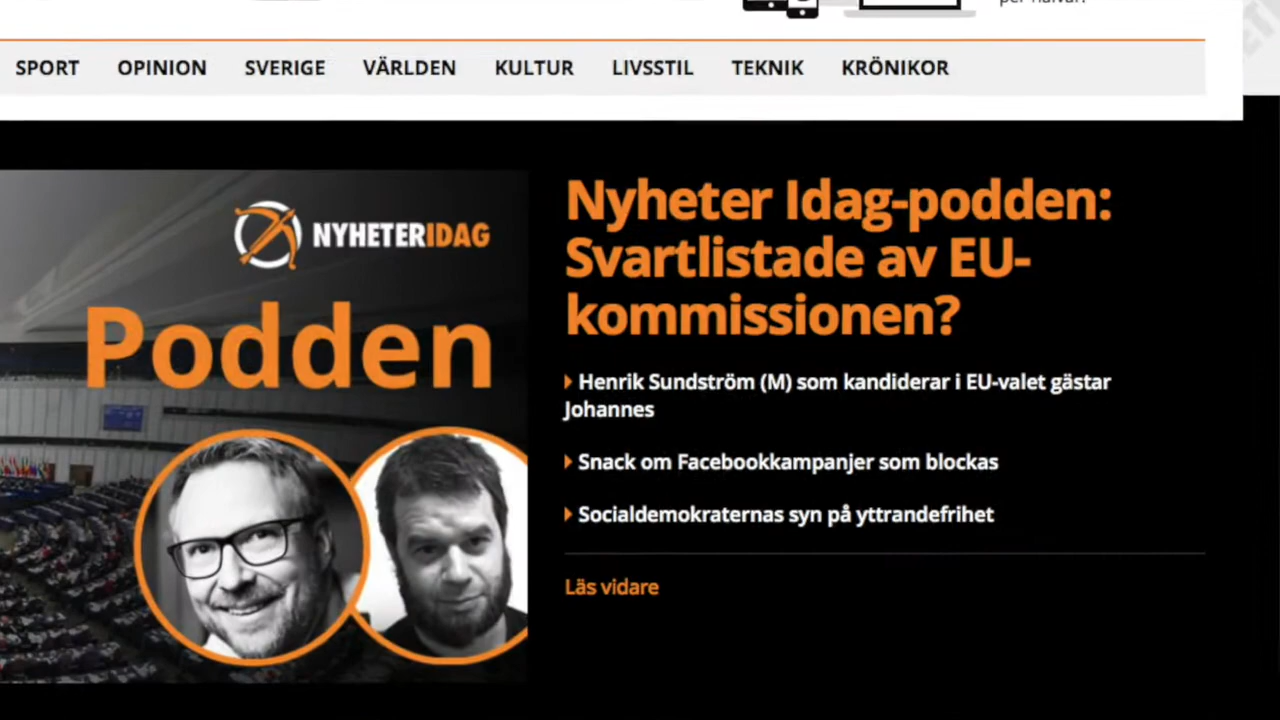 SPORT OPINION SVERIGE VÄRLDEN KULTUR LIVSSTIL TEKNIK KRÖNIKOR
NYHETERIDAG
Podden
Nyheter Idag-podden:
Svartlistade av EU-
kommissionen?
Henrik Sundström (M) som kandiderar i EU-valet gästar
Johannes
Snack om Facebookkampanjer som blockas
Socialdemokraternas syn på yttrandefrihet
Läs vidare